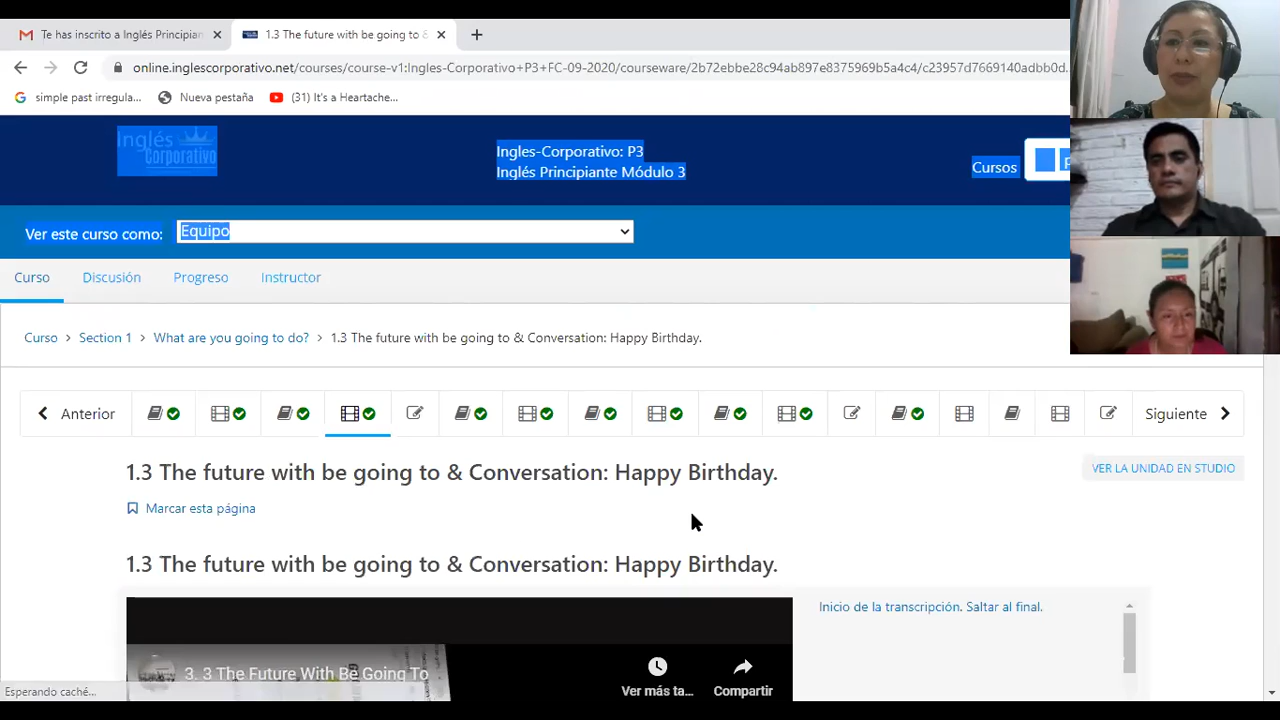 Te has inscrito a Inglés Principian
1.3 The future with be going to &
online.inglescorporativo.net/courses/course-v1:Ingles-Corporativo+P3+FC-09-2020/courseware/2b72ebbe28c94ab897e8375969b5a4c4/c23957d7669140adbb0d.
simple past irregula... Nueva pestaña (31) It's a Heartache...
Inglés
Corporativo
Ingles-Corporativo: P3
Inglés Principiante Módulo 3
Cursos
Ver este curso como: Equipo
Curso Discusión Progreso Instructor
Curso > Section 1 > What are you going to do? > 1.3 The future with be going to & Conversation: Happy Birthday.
Anterior Siguiente
1.3 The future with be going to & Conversation: Happy Birthday.
VER LA UNIDAD EN STUDIO
Marcar esta página
1.3 The future with be going to & Conversation: Happy Birthday.
Inicio de la transcripción. Saltar al final.
3. 3 The Future With Be Going To
Ver más ta... Compartir
Esperando caché...